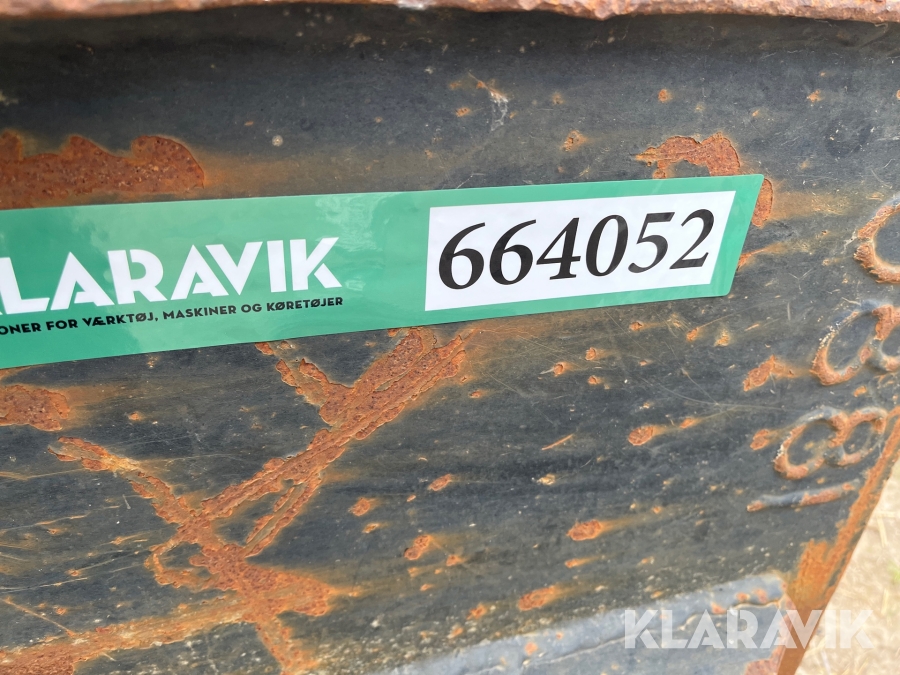 KLARAVIK
ONER FOR VÆRKTØJ, MASKINER OG KØRETØJER
664052
KLARAVIK